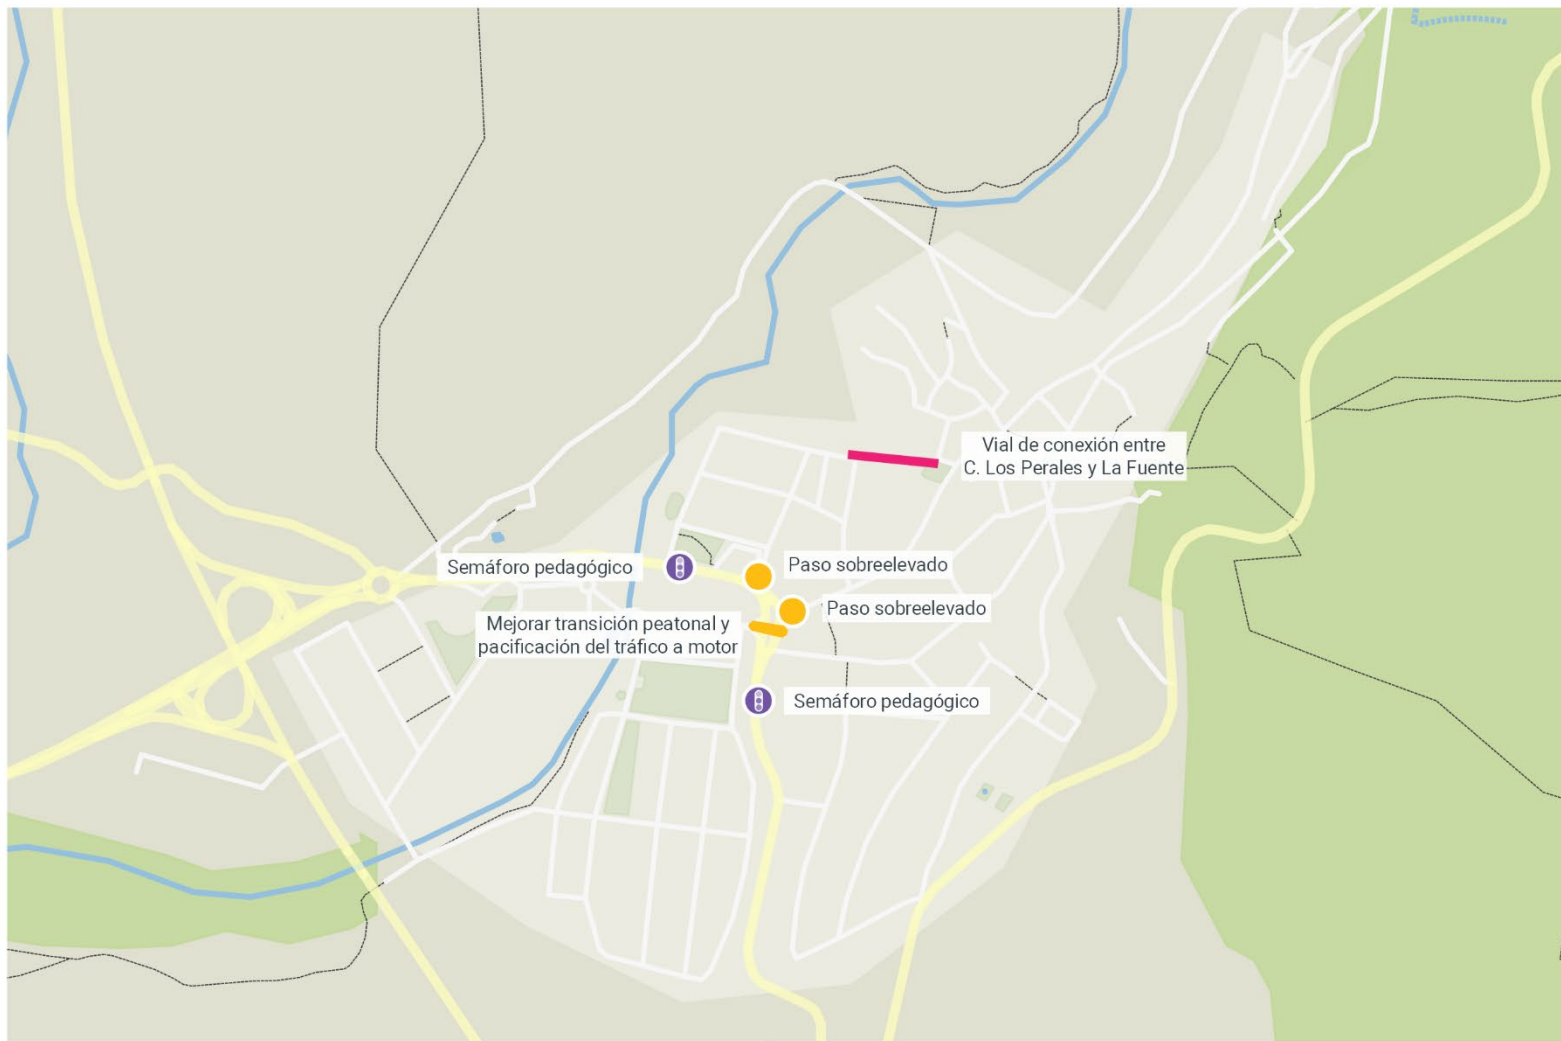 Vial de conexión entre
C. Los Perales y La Fuente
Semáforo pedagógico
Paso sobreelevado
Paso sobreelevado
Mejorar transición peatonal y
pacificación del tráfico a motor
Semáforo pedagógico